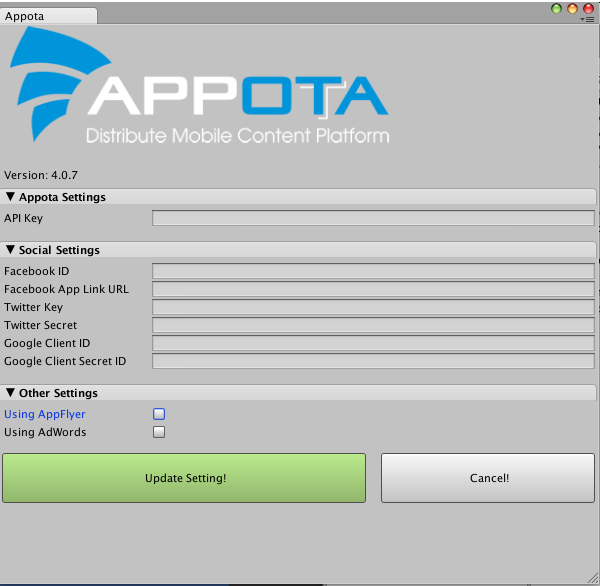 Appota
APPOTA
Distribute Mobile Content Platform
Version: 4.0.7
Appota Settings
API Key
Social Settings
Facebook ID
Facebook App Link URL
Twitter Key
Twitter Secret
Google Client ID
Google Client Secret ID
Other Settings
Using AppFlyer
Using AdWords
Update Setting! Cancel!